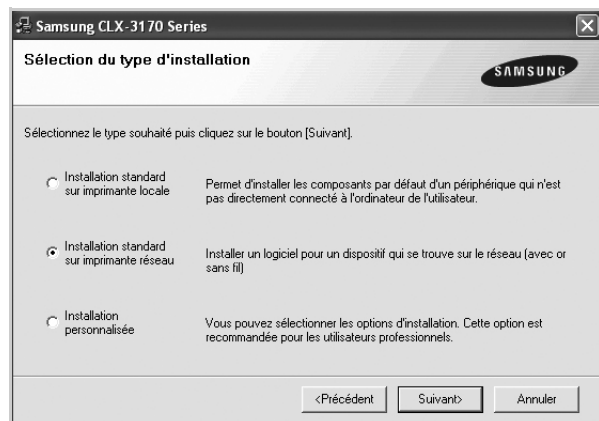 Samsung CLX-3170 Series
Sélection du type d'installation
SAMSUNG
Sélectionnez le type souhaité puis cliquez sur le bouton [Suivant].
Installation standard
sur imprimante locale
Permet d'installer les composants par défaut d'un périphérique qui n'est
pas directement connecté à l'ordinateur de l'utilisateur.
Installation standard
sur imprimante réseau
Installer un logiciel pour un dispositif qui se trouve sur le réseau (avec or
sans fil)
Installation
personnalisée
Vous pouvez sélectionner les options d'installation. Cette option est
recommandée pour les utilisateurs professionnels.
<Précédent
Suivant>
Annuler